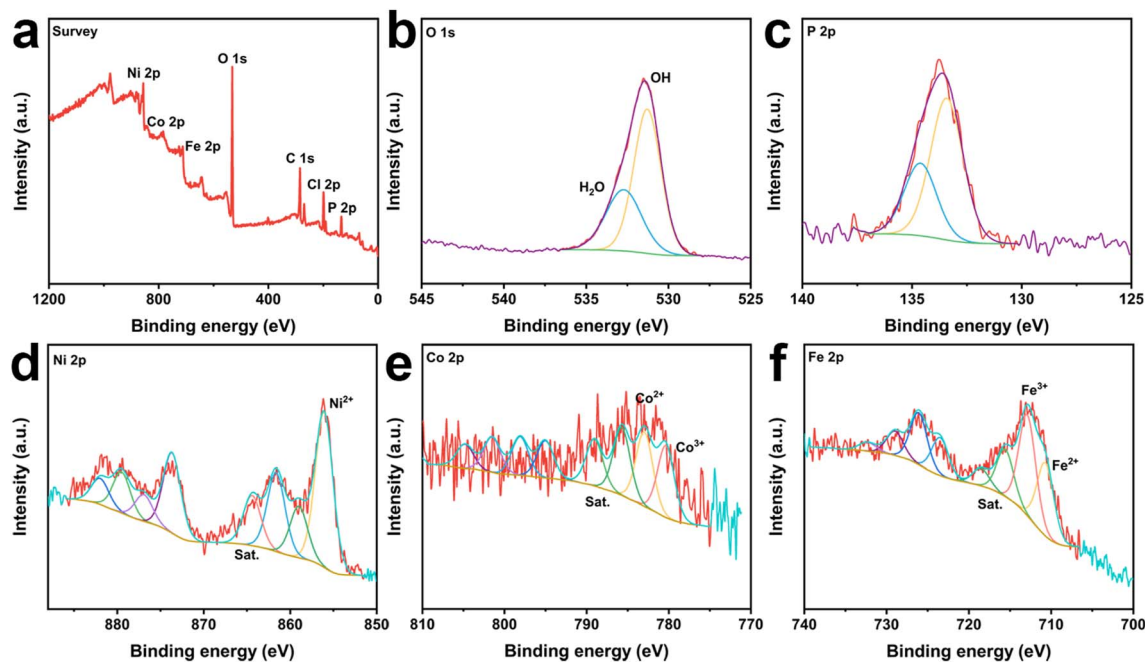 a
Survey
Intensity (a.u.)
Ni 2p
Co 2p
Fe 2p
O 1s
C 1s
Cl 2p
P 2p
1200 800 400 0
Binding energy (eV)
b
O 1s
Intensity (a.u.)
OH
H₂O
545 540 535 530 525
Binding energy (eV)
c
P 2p
Intensity (a.u.)
140 135 130 125
Binding energy (eV)
d
Ni 2p
Intensity (a.u.)
Ni²⁺
Sat.
880 870 860 850
Binding energy (eV)
e
Co 2p
Intensity (a.u.)
Co²⁺
Co³⁺
Sat.
810 800 790 780 770
Binding energy (eV)
f
Fe 2p
Intensity (a.u.)
Fe³⁺
Fe²⁺
Sat.
740 730 720 710 700
Binding energy (eV)